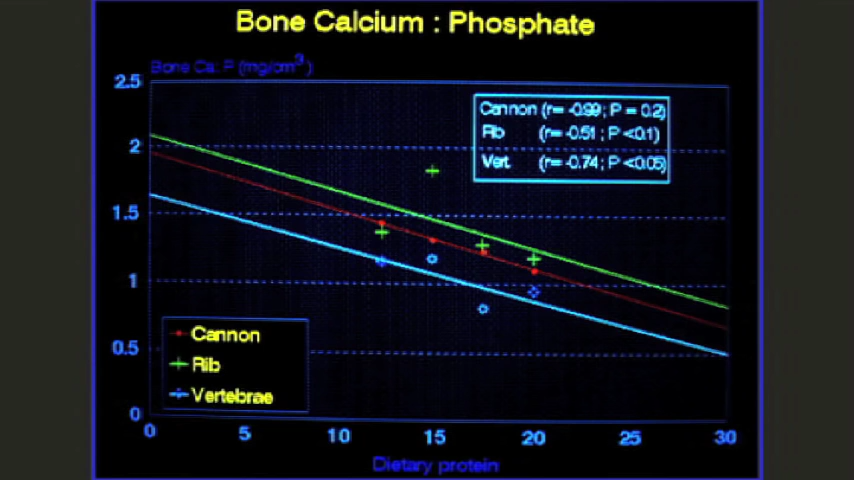 Bone Calcium : Phosphate
Bone Ca: P (mg/cm³)
2.5
2
1.5
1
0.5
0
Cannon (r= -0.99; P = 0.2)
Rib (r= -0.51; P <0.1)
Vert. (r= -0.74; P <0.05)
Cannon
Rib
Vertebrae
0 5 10 15 20 25 30
Dietary protein